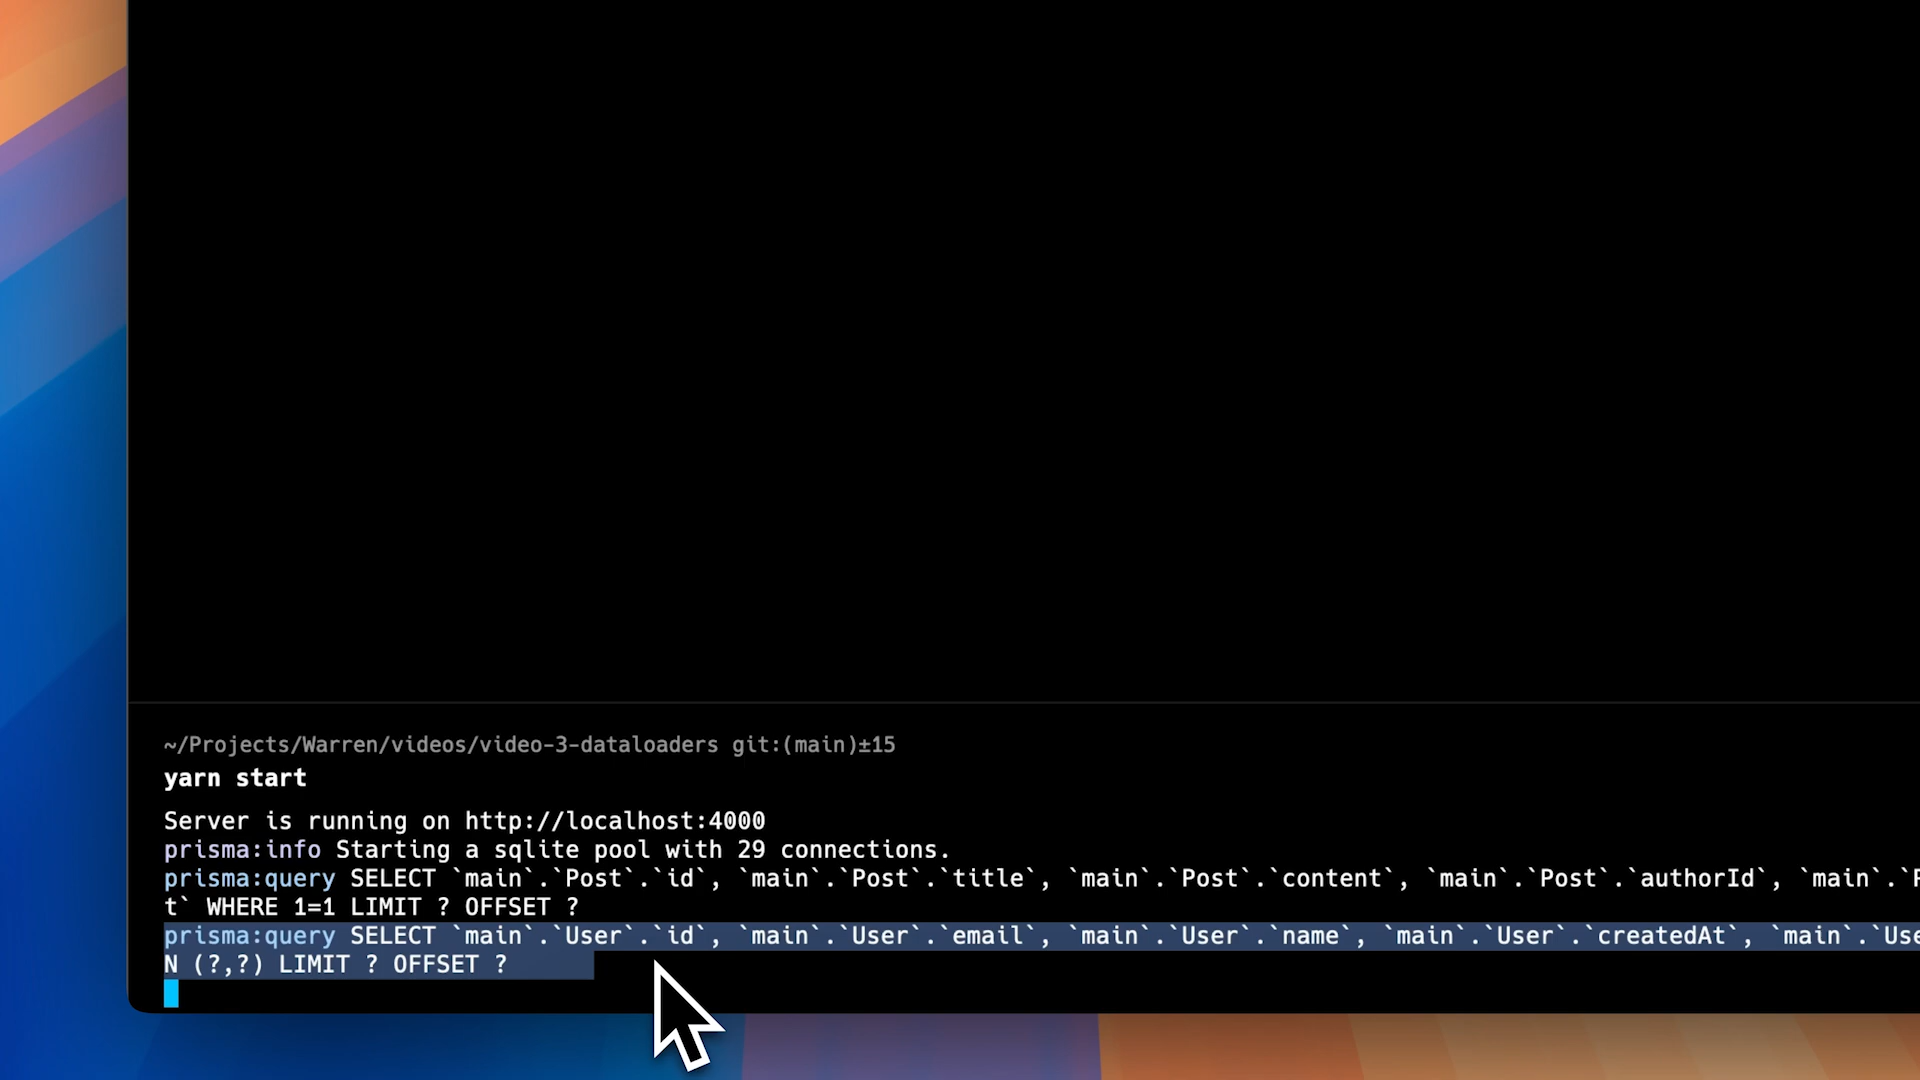 ~/Projects/Warren/videos/video-3-dataloaders git:(main)±15
yarn start
Server is running on http://localhost:4000
prisma:info Starting a sqlite pool with 29 connections.
prisma:query SELECT `main`.`Post`.`id`, `main`.`Post`.`title`, `main`.`Post`.`content`, `main`.`Post`.`authorId`, `main`.`
t` WHERE 1=1 LIMIT ? OFFSET ?
prisma:query SELECT `main`.`User`.`id`, `main`.`User`.`email`, `main`.`User`.`name`, `main`.`User`.`createdAt`, `main`.`Use
N (?,?) LIMIT ? OFFSET ?